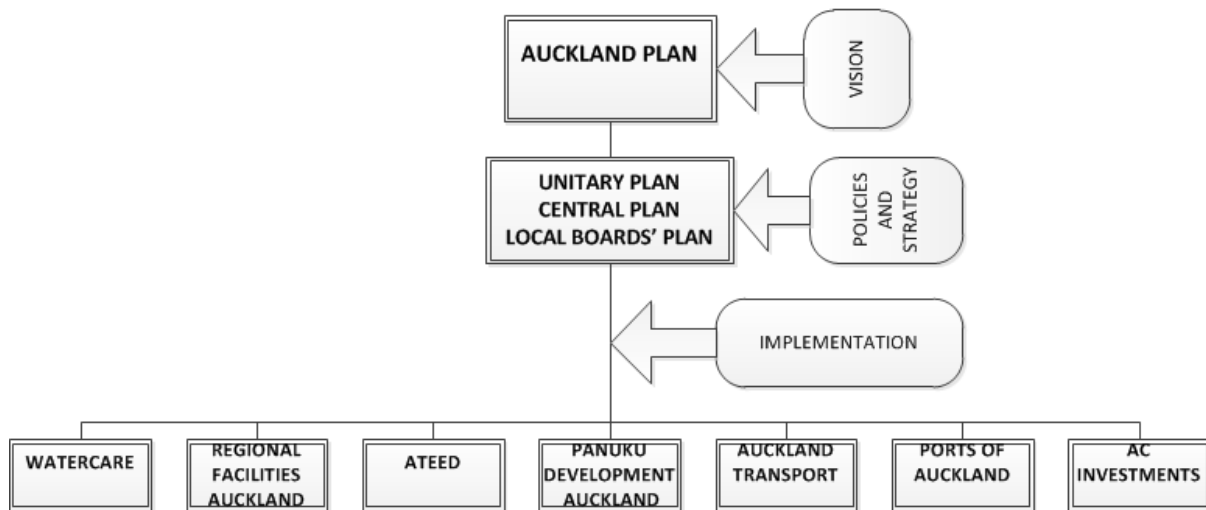 AUCKLAND PLAN
VISION
UNITARY PLAN
CENTRAL PLAN
LOCAL BOARDS’ PLAN
POLICIES
AND
STRATEGY
IMPLEMENTATION
WATERCARE
REGIONAL
FACILITIES
AUCKLAND
ATEED
PANUKU
DEVELOPMENT
AUCKLAND
AUCKLAND
TRANSPORT
PORTS OF
AUCKLAND
AC
INVESTMENTS